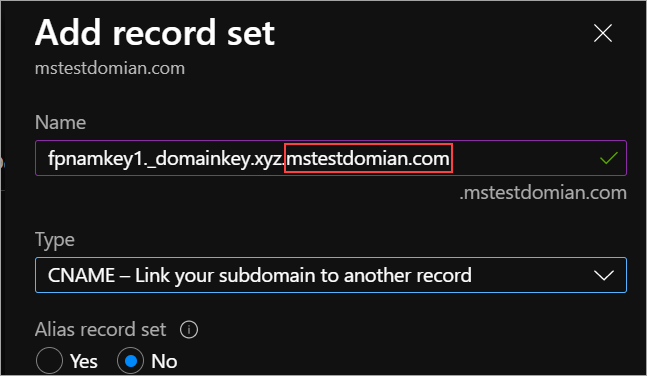 Add record set
mstestdomian.com
Name
fpnamkey1._domainkey.xyz.mstestdomian.com
.mstestdomian.com
Type
CNAME – Link your subdomain to another record
Alias record set
Yes No